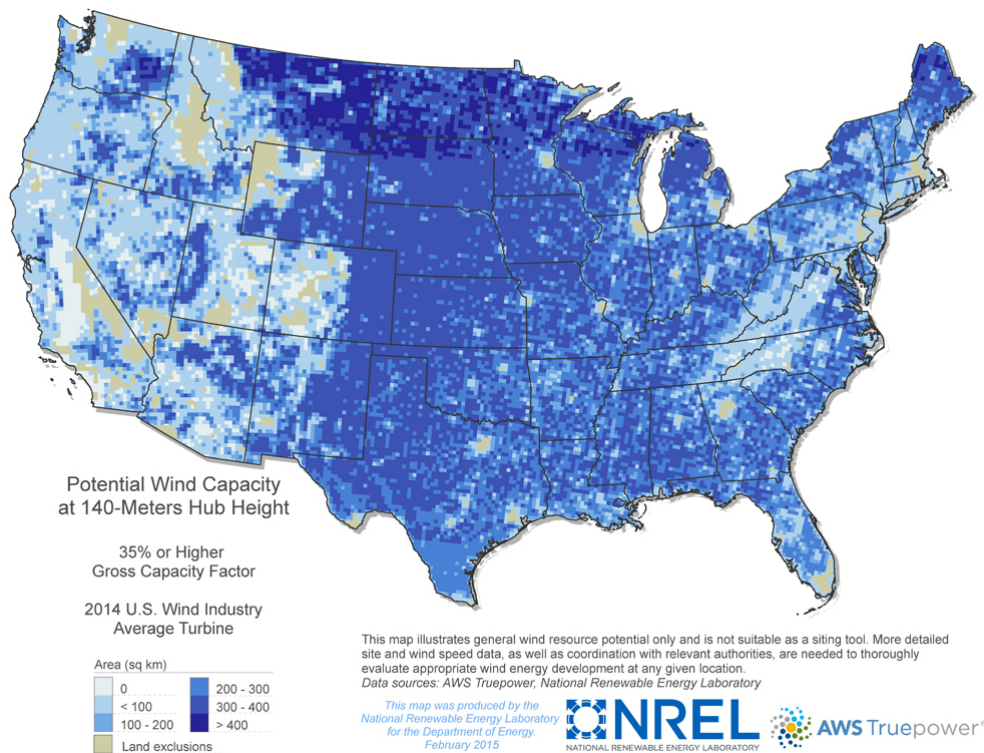 Potential Wind Capacity
at 140-Meters Hub Height
35% or Higher
Gross Capacity Factor
2014 U.S. Wind Industry
Average Turbine
Area (sq km)
0
< 100
100 - 200
200 - 300
300 - 400
> 400
Land exclusions
This map illustrates general wind resource potential only and is not suitable as a siting tool. More detailed
site and wind speed data, as well as coordination with relevant authorities, are needed to thoroughly
evaluate appropriate wind energy development at any given location.
Data sources: AWS Truepower, National Renewable Energy Laboratory
This map was produced by the
National Renewable Energy Laboratory
for the Department of Energy.
February 2015
NREL
NATIONAL RENEWABLE ENERGY LABORATORY
AWS Truepower®